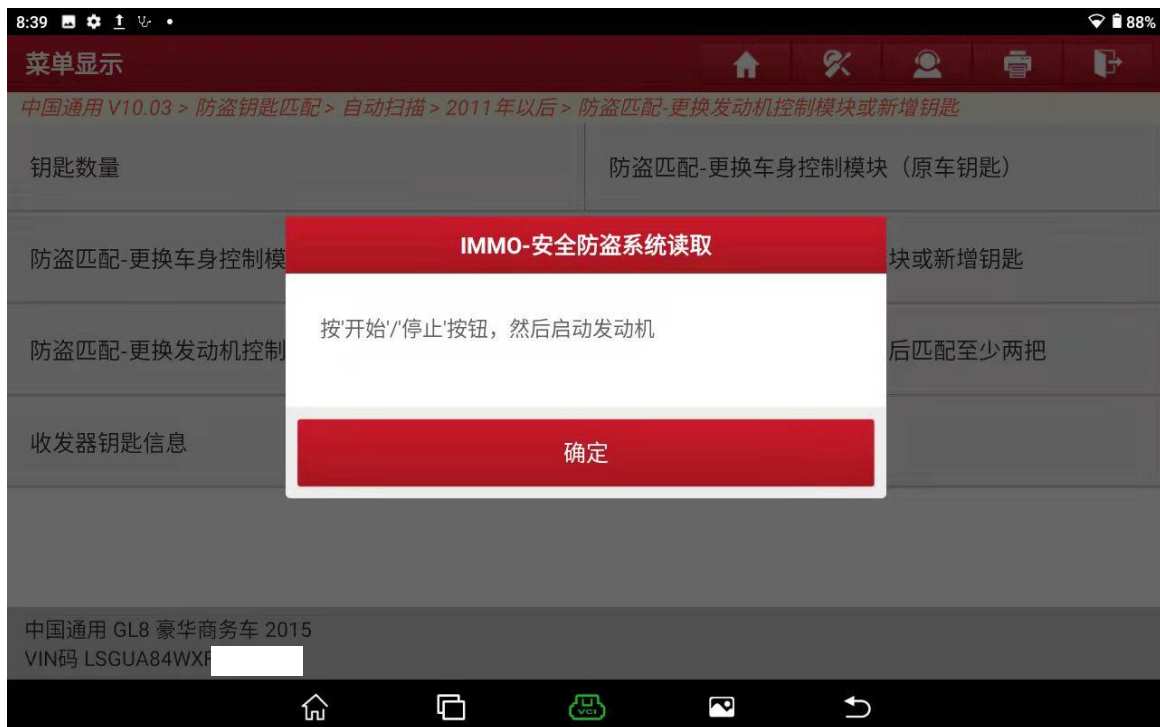 8:39
88%
菜单显示
中国通用 V10.03 > 防盗钥匙匹配 > 自动扫描 > 2011年以后 > 防盗匹配-更换发动机控制模块或新增钥匙
钥匙数量
防盗匹配-更换车身控制模块（原车钥匙）
防盗匹配-更换车身控制模
块或新增钥匙
IMMO-安全防盗系统读取
按'开始'/'停止'按钮，然后启动发动机
防盗匹配-更换发动机控制
后匹配至少两把
收发器钥匙信息
确定
中国通用 GL8 豪华商务车 2015
VIN码 LSGUA84WX
VCI